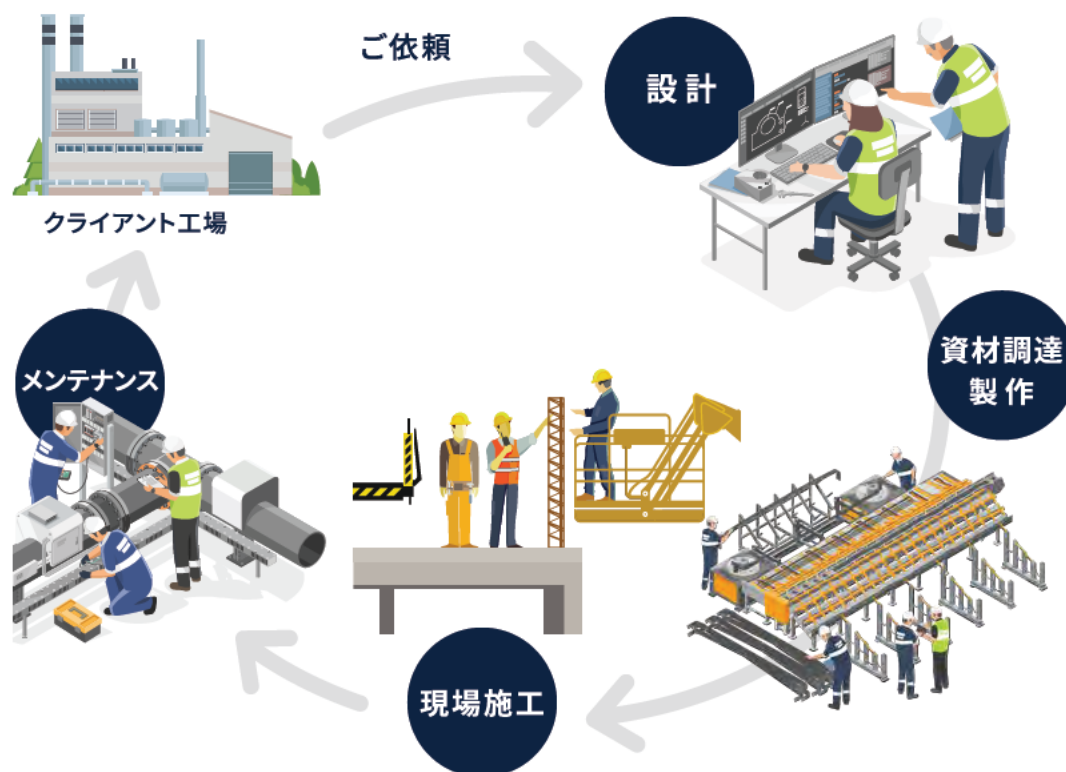 ご依頼
設計
クライアント工場
資材調達
製作
メンテナンス
現場施工